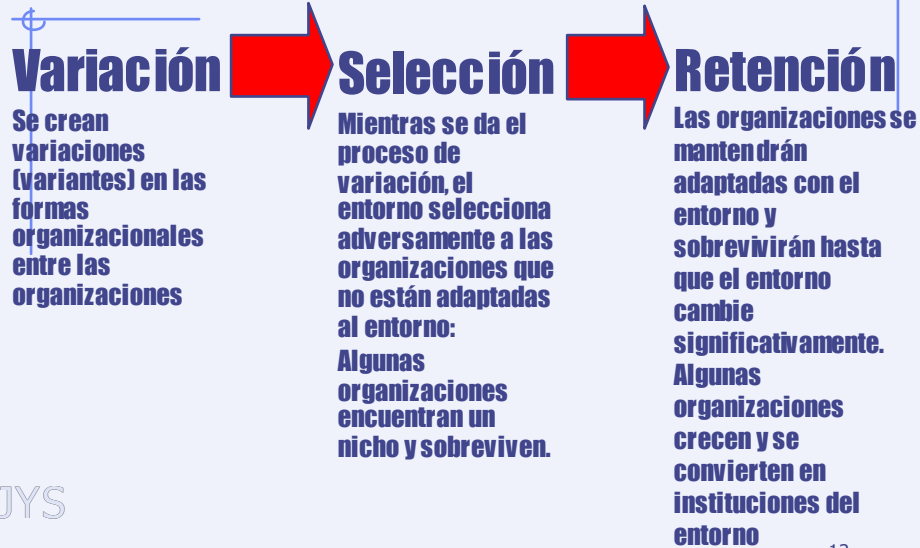 Variación
Se crean
variaciones
(variantes) en las
formas
organizacionales
entre las
organizaciones
Selección
Mientras se da el
proceso de
variación, el
entorno selecciona
adversamente a las
organizaciones que
no están adaptadas
al entorno:
Algunas
organizaciones
encuentran un
nicho y sobreviven.
Retención
Las organizaciones se
mantendrán
adaptadas con el
entorno y
sobrevivirán hasta
que el entorno
cambie
significativamente.
Algunas
organizaciones
crecen y se
convierten en
instituciones del
entorno
JYS